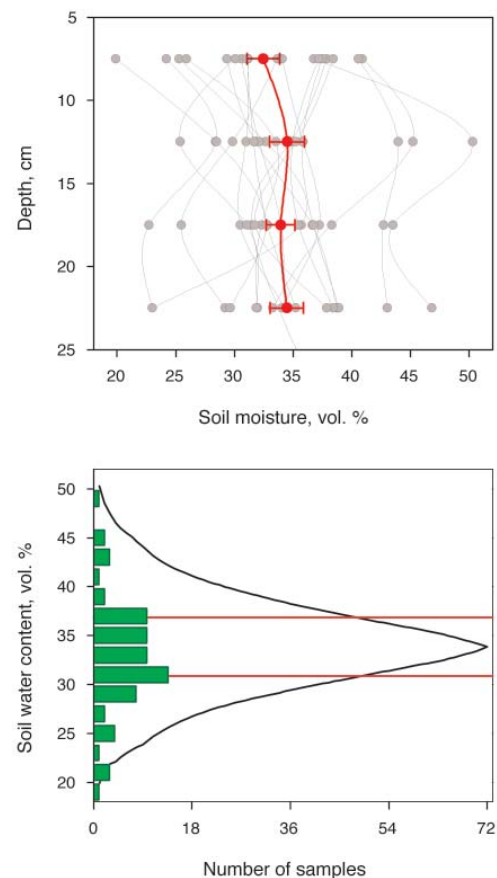 5
10
Depth, cm
15
20
25
20 25 30 35 40 45 50
Soil moisture, vol. %
50
45
40
Soil water content, vol. %
35
30
25
20
0 18 36 54 72
Number of samples